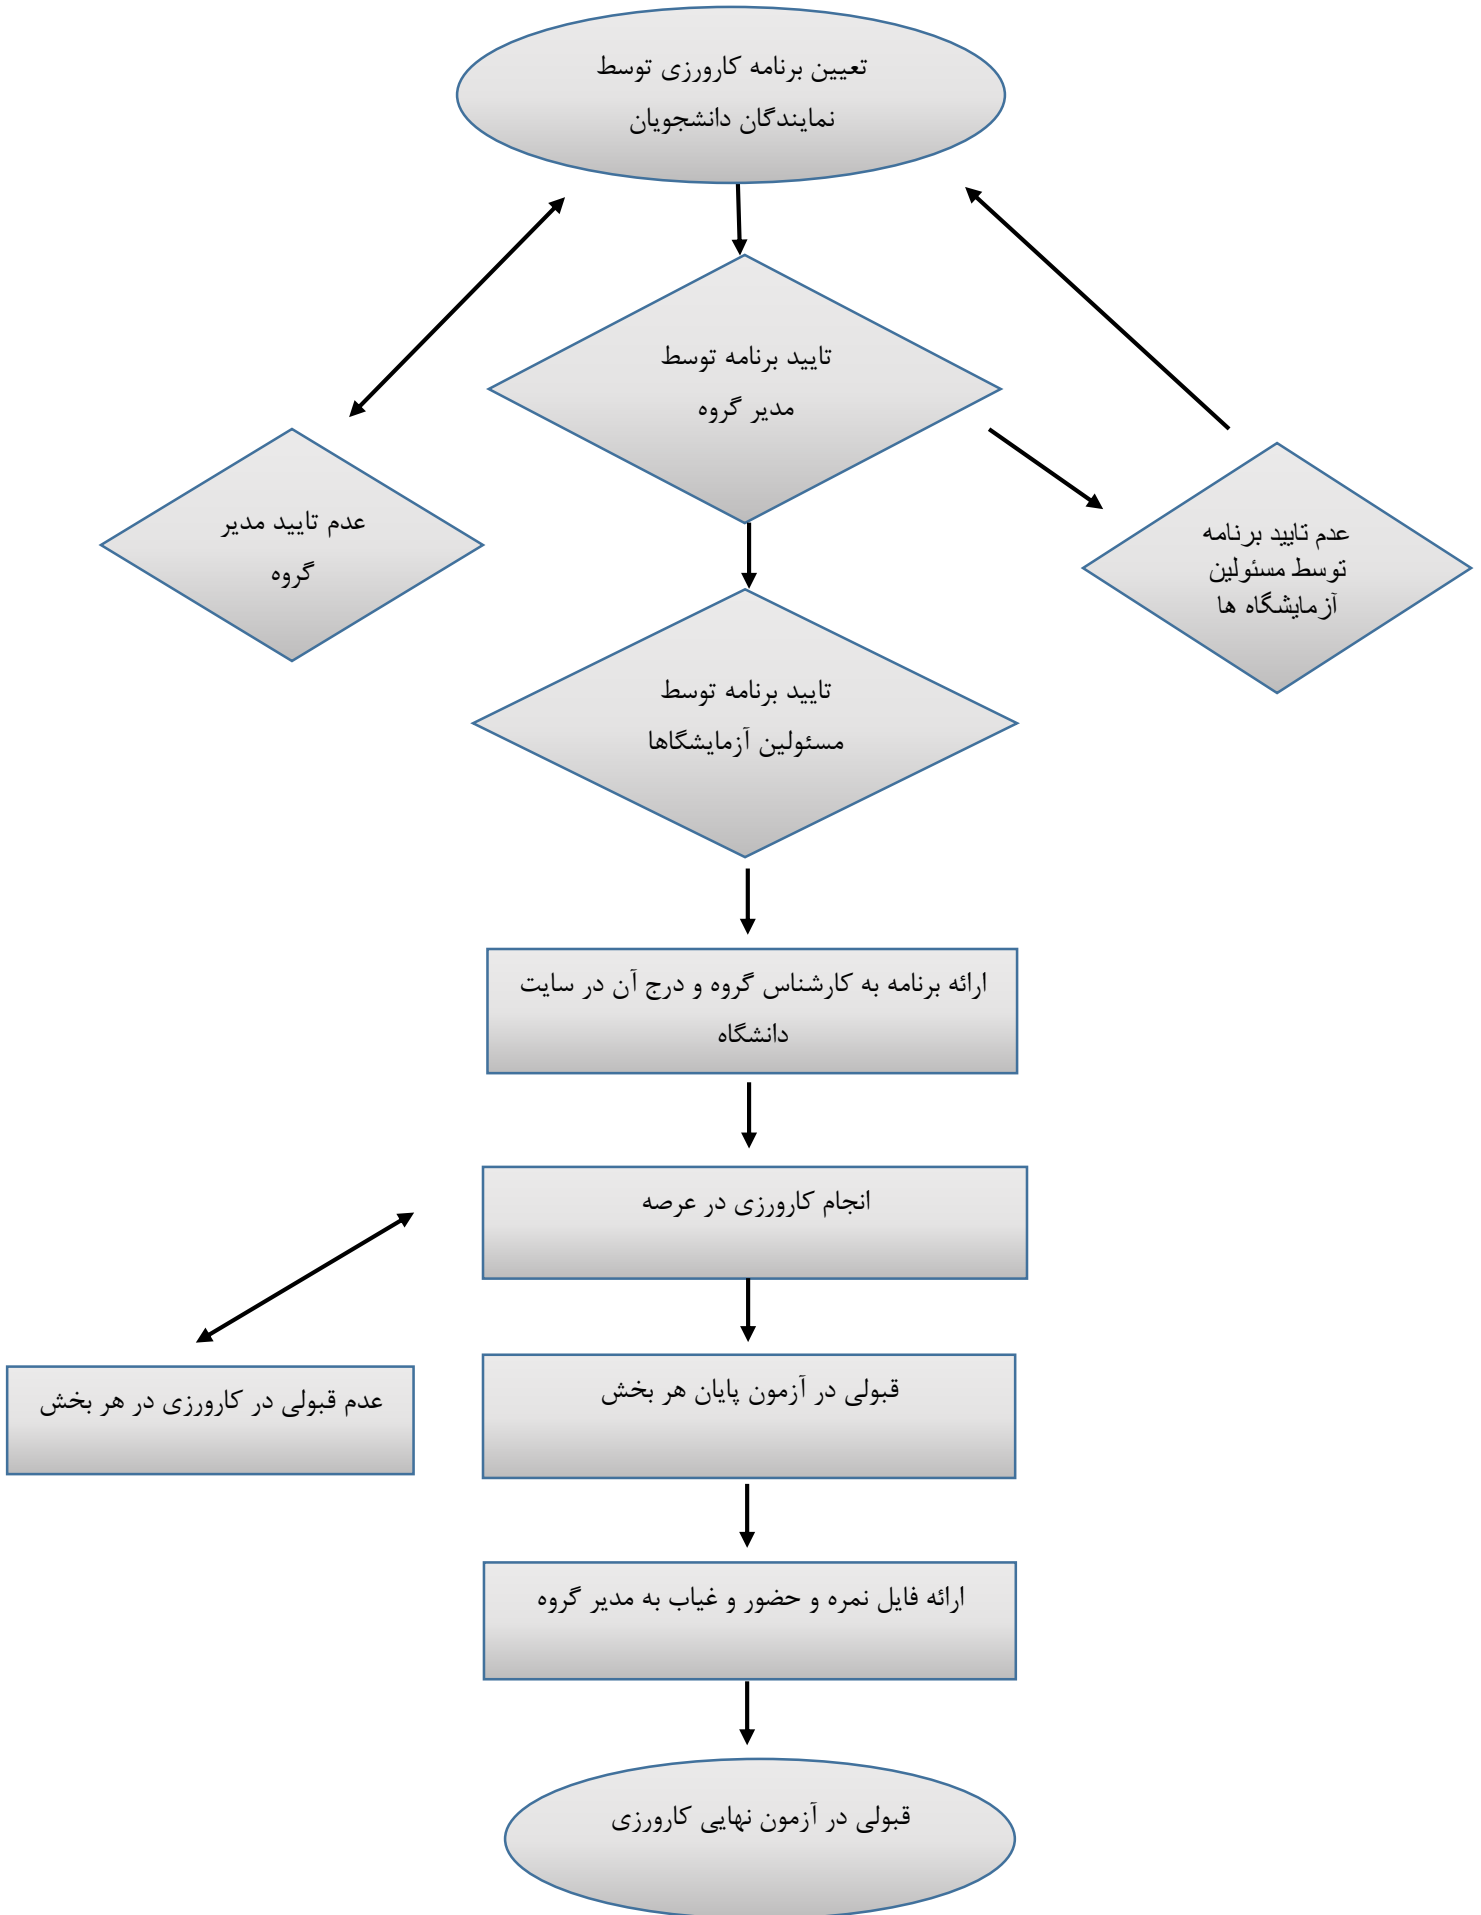 تعیین برنامه کارورزی توسط
نمایندگان دانشجویان
تایید برنامه توسط
مدیر گروه
عدم تایید مدیر
گروه
عدم تایید برنامه
توسط مسئولین
آزمایشگاه ها
تایید برنامه توسط
مسئولین آزمایشگاها
ارائه برنامه به کارشناس گروه و درج آن در سایت
دانشگاه
انجام کارورزی در عرصه
قبولی در آزمون پایان هر بخش
عدم قبولی در کارورزی در هر بخش
ارائه فایل نمره و حضور و غیاب به مدیر گروه
قبولی در آزمون نهایی کارورزی